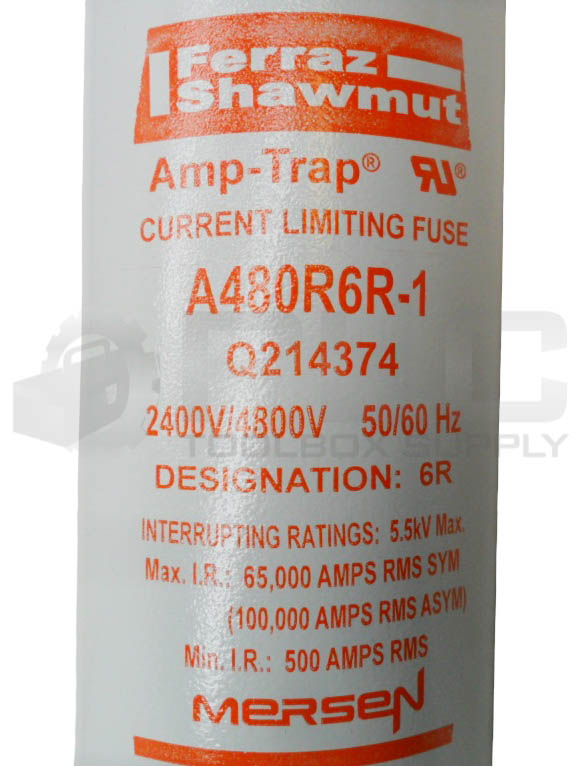 Ferraz
Shawmut
Amp-Trap® RU®
CURRENT LIMITING FUSE
A480R6R-1
Q214374
2400V/4800V 50/60 Hz
TOOLBOX SUPPLY
DESIGNATION: 6R
INTERRUPTING RATINGS: 5.5kV Max.
Max. I.R.: 65,000 AMPS RMS SYM
(100,000 AMPS RMS ASYM)
Min. I.R.: 500 AMPS RMS
MERSEN